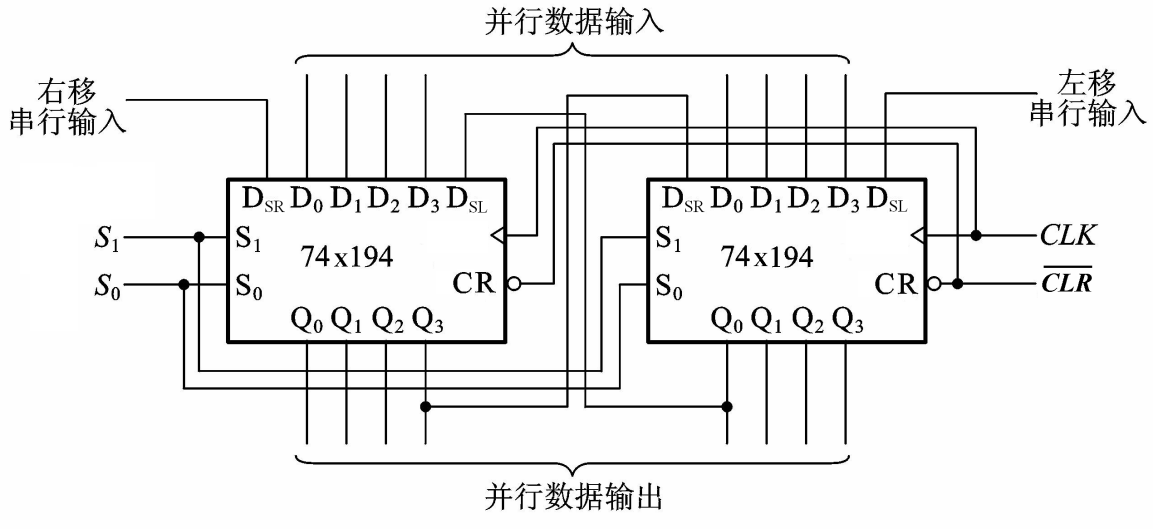 并行数据输入
右移
串行输入
左移
串行输入
D_SR D_0 D_1 D_2 D_3 D_SL
D_SR D_0 D_1 D_2 D_3 D_SL
S_1
S_1
74x194
S_1
74x194
CLK
S_0
S_0
CR
S_0
CR
\overline{CLR}
Q_0 Q_1 Q_2 Q_3
Q_0 Q_1 Q_2 Q_3
并行数据输出